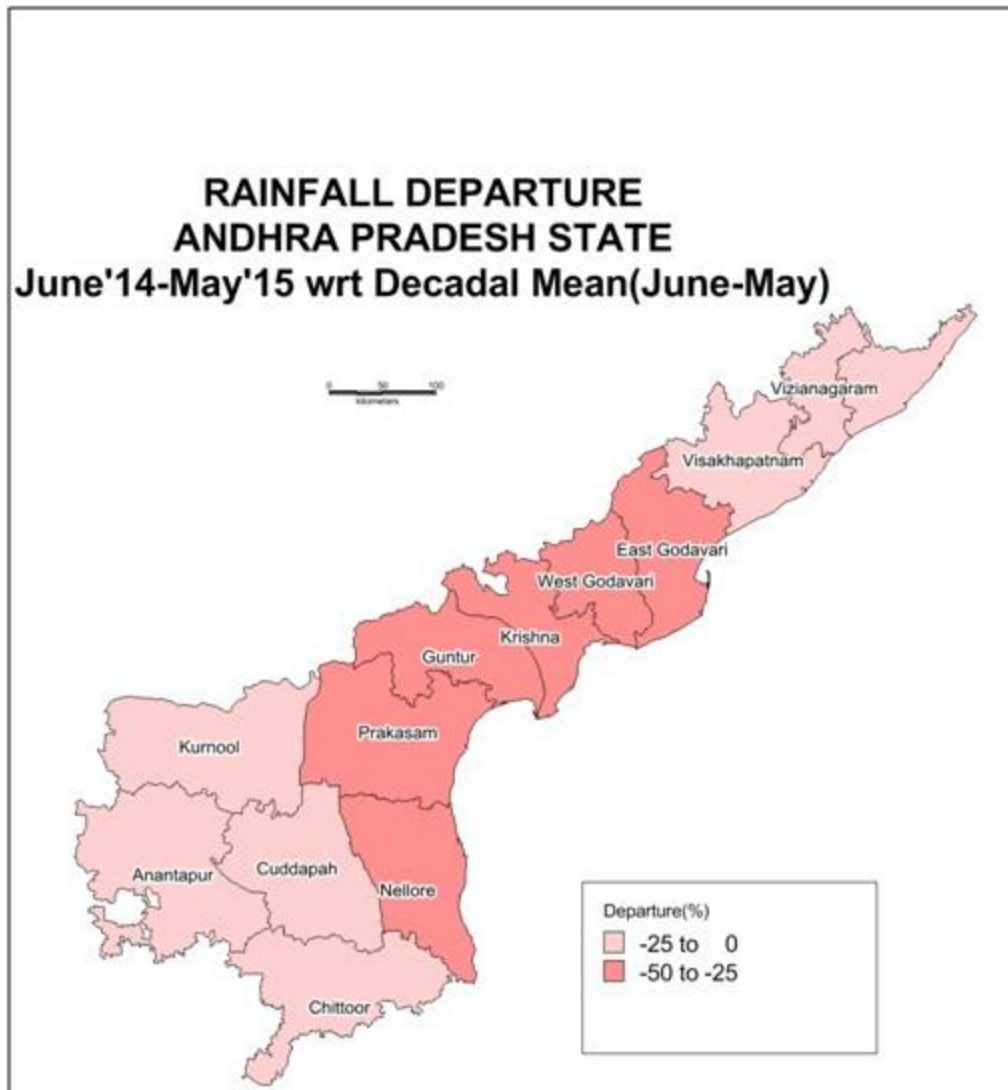 RAINFALL DEPARTURE
ANDHRA PRADESH STATE
June'14-May'15 wrt Decadal Mean(June-May)
0 50 100
kilometers
Vizianagaram
Visakhapatnam
East Godavari
West Godavari
Krishna
Guntur
Prakasam
Kurnool
Cuddapah
Anantapur
Nellore
Chittoor
Departure(%)
-25 to 0
-50 to -25